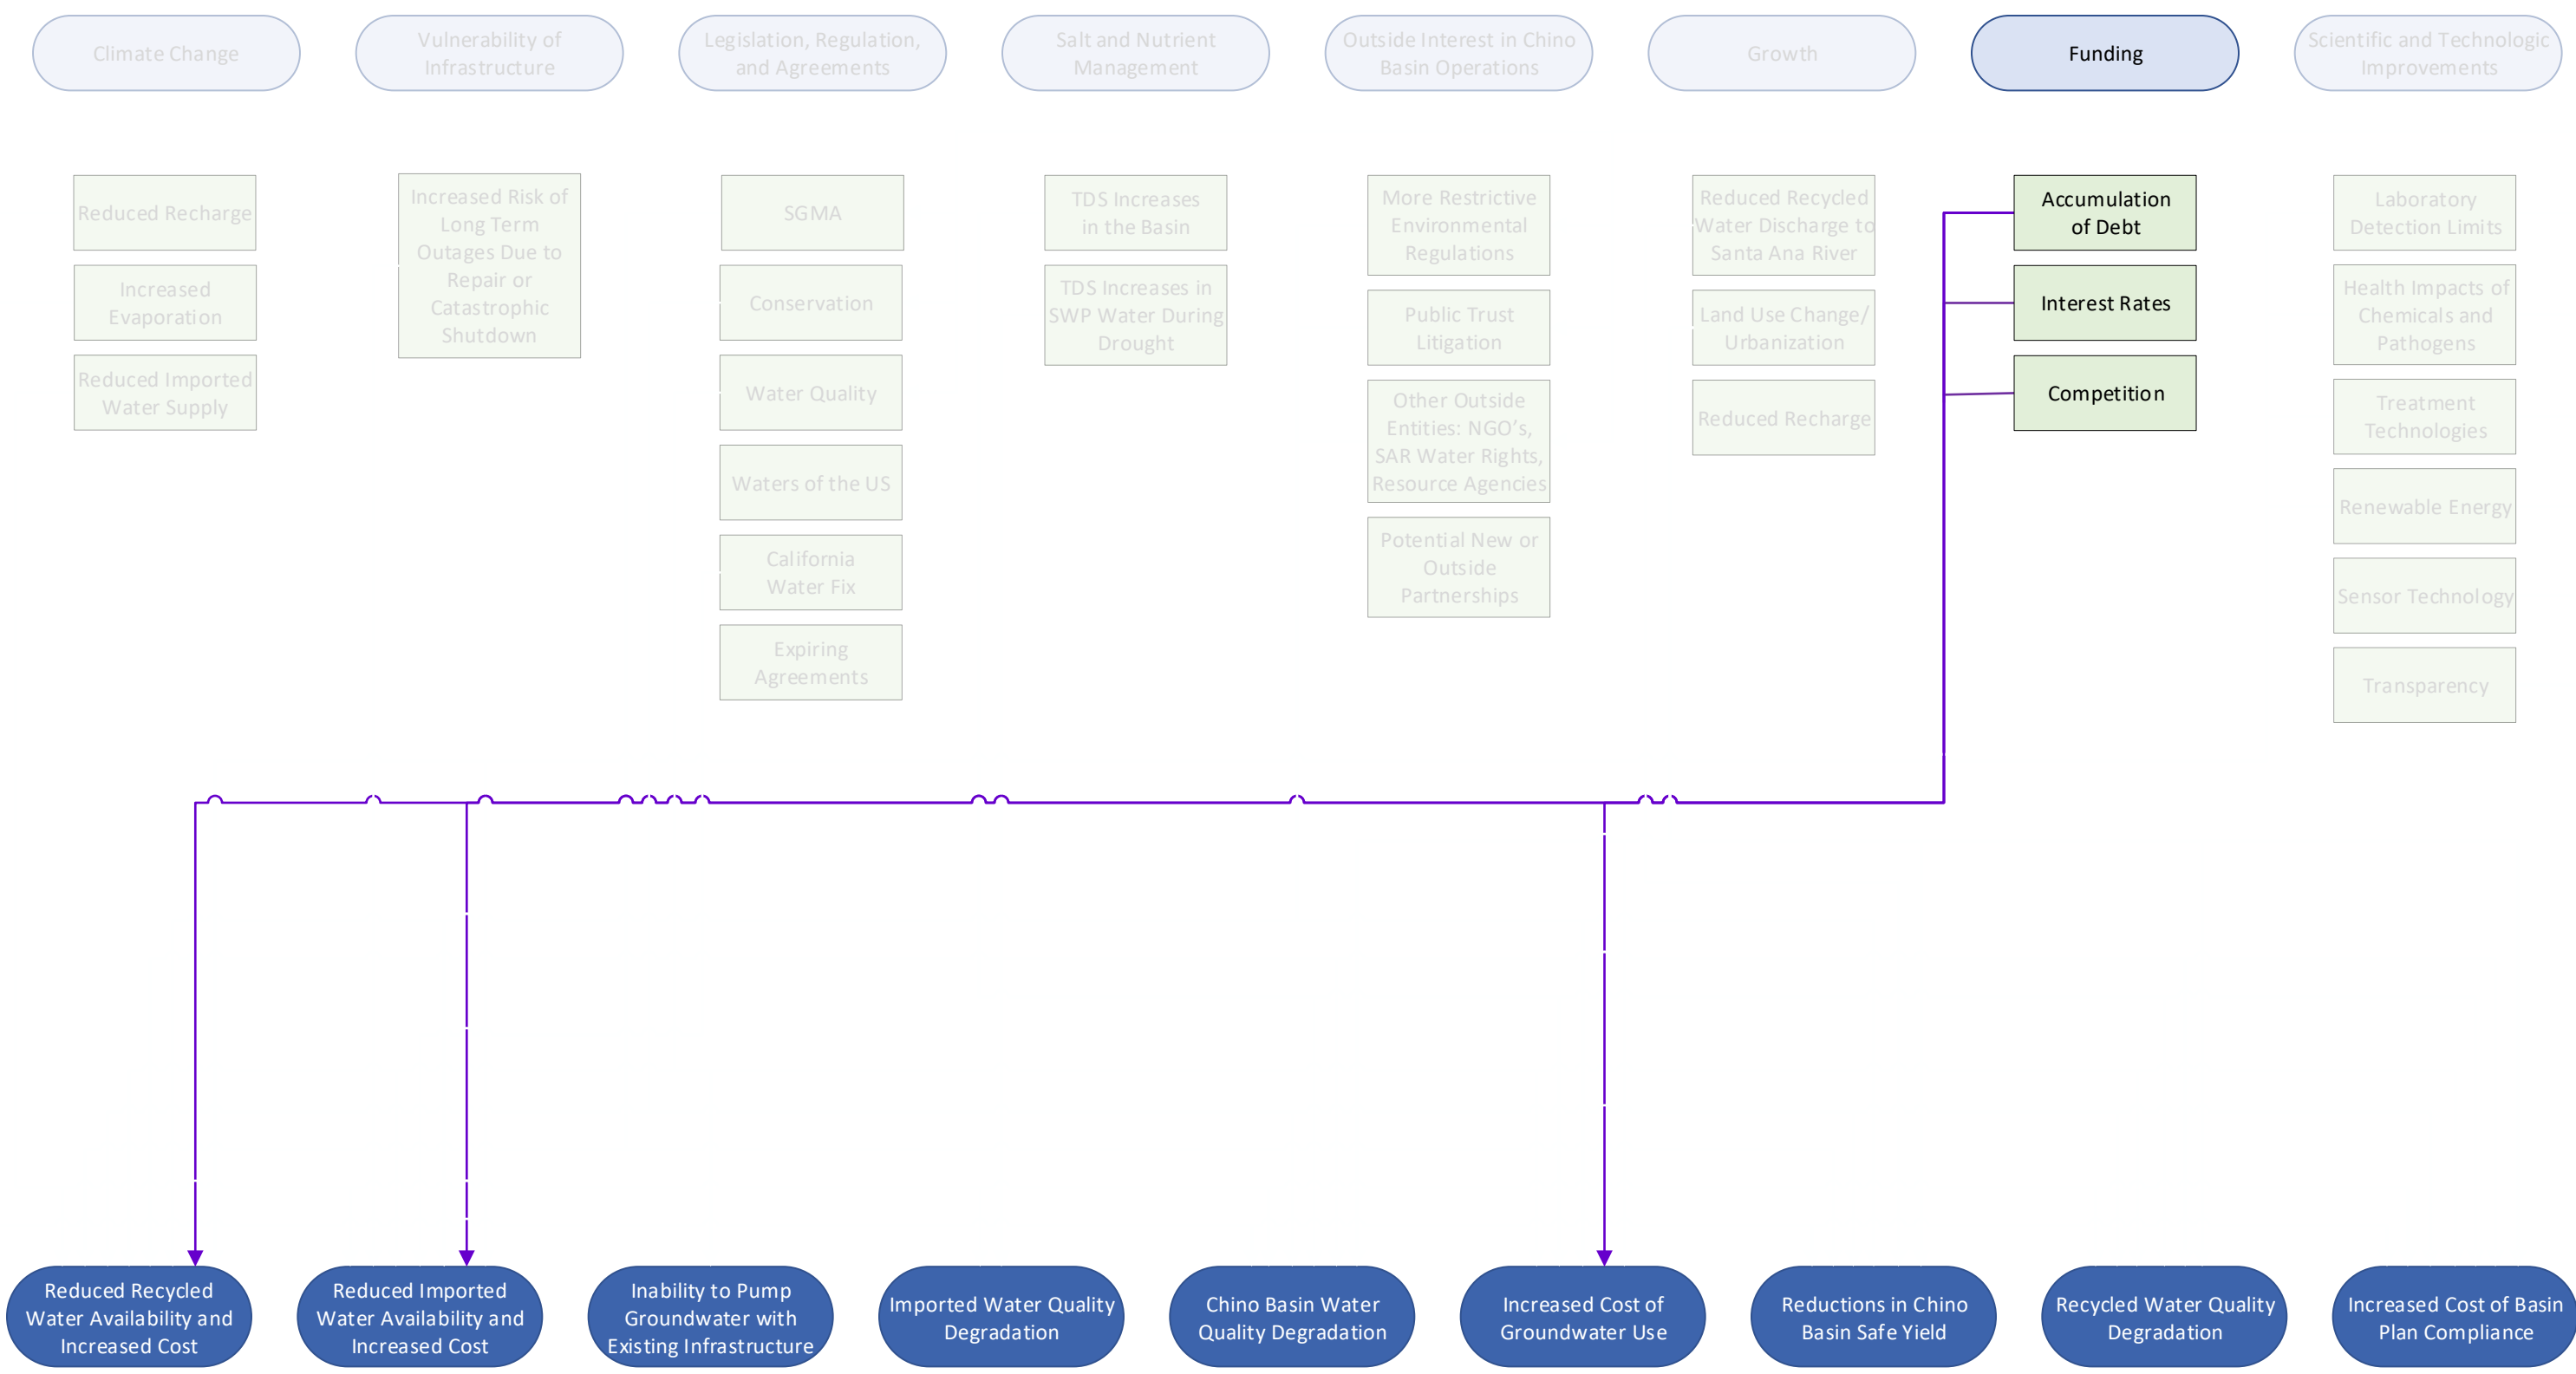 Climate Change
Vulnerability of
Infrastructure
Legislation, Regulation,
and Agreements
Salt and Nutrient
Management
Outside Interest in Chino
Basin Operations
Growth
Funding
Scientific and Technologic
Improvements
Reduced Recharge
Increased
Evaporation
Reduced Imported
Water Supply
Increased Risk of
Long Term
Outages Due to
Repair or
Catastrophic
Shutdown
SGMA
Conservation
Water Quality
Waters of the US
California
Water Fix
Expiring
Agreements
TDS Increases
in the Basin
TDS Increases in
SWP Water During
Drought
More Restrictive
Environmental
Regulations
Public Trust
Litigation
Other Outside
Entities: NGO’s,
SAR Water Rights,
Resource Agencies
Potential New or
Outside
Partnerships
Reduced Recycled
Water Discharge to
Santa Ana River
Land Use Change/
Urbanization
Reduced Recharge
Accumulation
of Debt
Interest Rates
Competition
Laboratory
Detection Limits
Health Impacts of
Chemicals and
Pathogens
Treatment
Technologies
Renewable Energy
Sensor Technology
Transparency
Reduced Recycled
Water Availability and
Increased Cost
Reduced Imported
Water Availability and
Increased Cost
Inability to Pump
Groundwater with
Existing Infrastructure
Imported Water Quality
Degradation
Chino Basin Water
Quality Degradation
Increased Cost of
Groundwater Use
Reductions in Chino
Basin Safe Yield
Recycled Water Quality
Degradation
Increased Cost of Basin
Plan Compliance